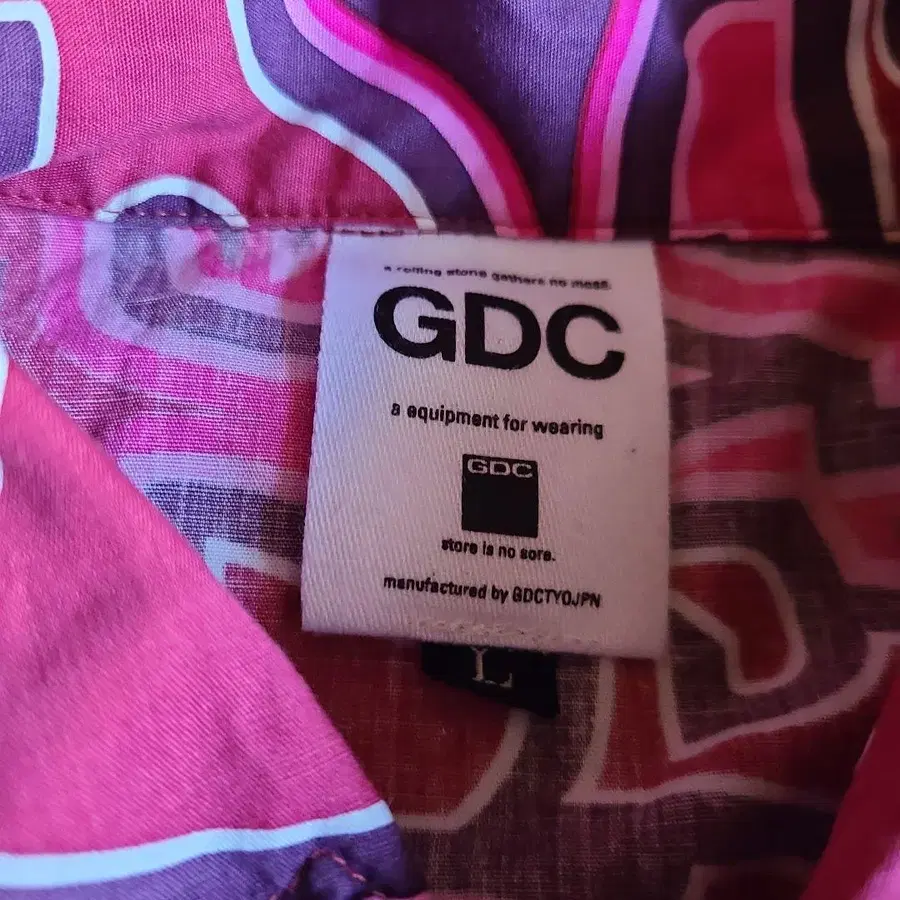 a rolling stone gathers no moss.
GDC
a equipment for wearing
GDC
store is no sore.
manufactured by GDCTYOJPN
L